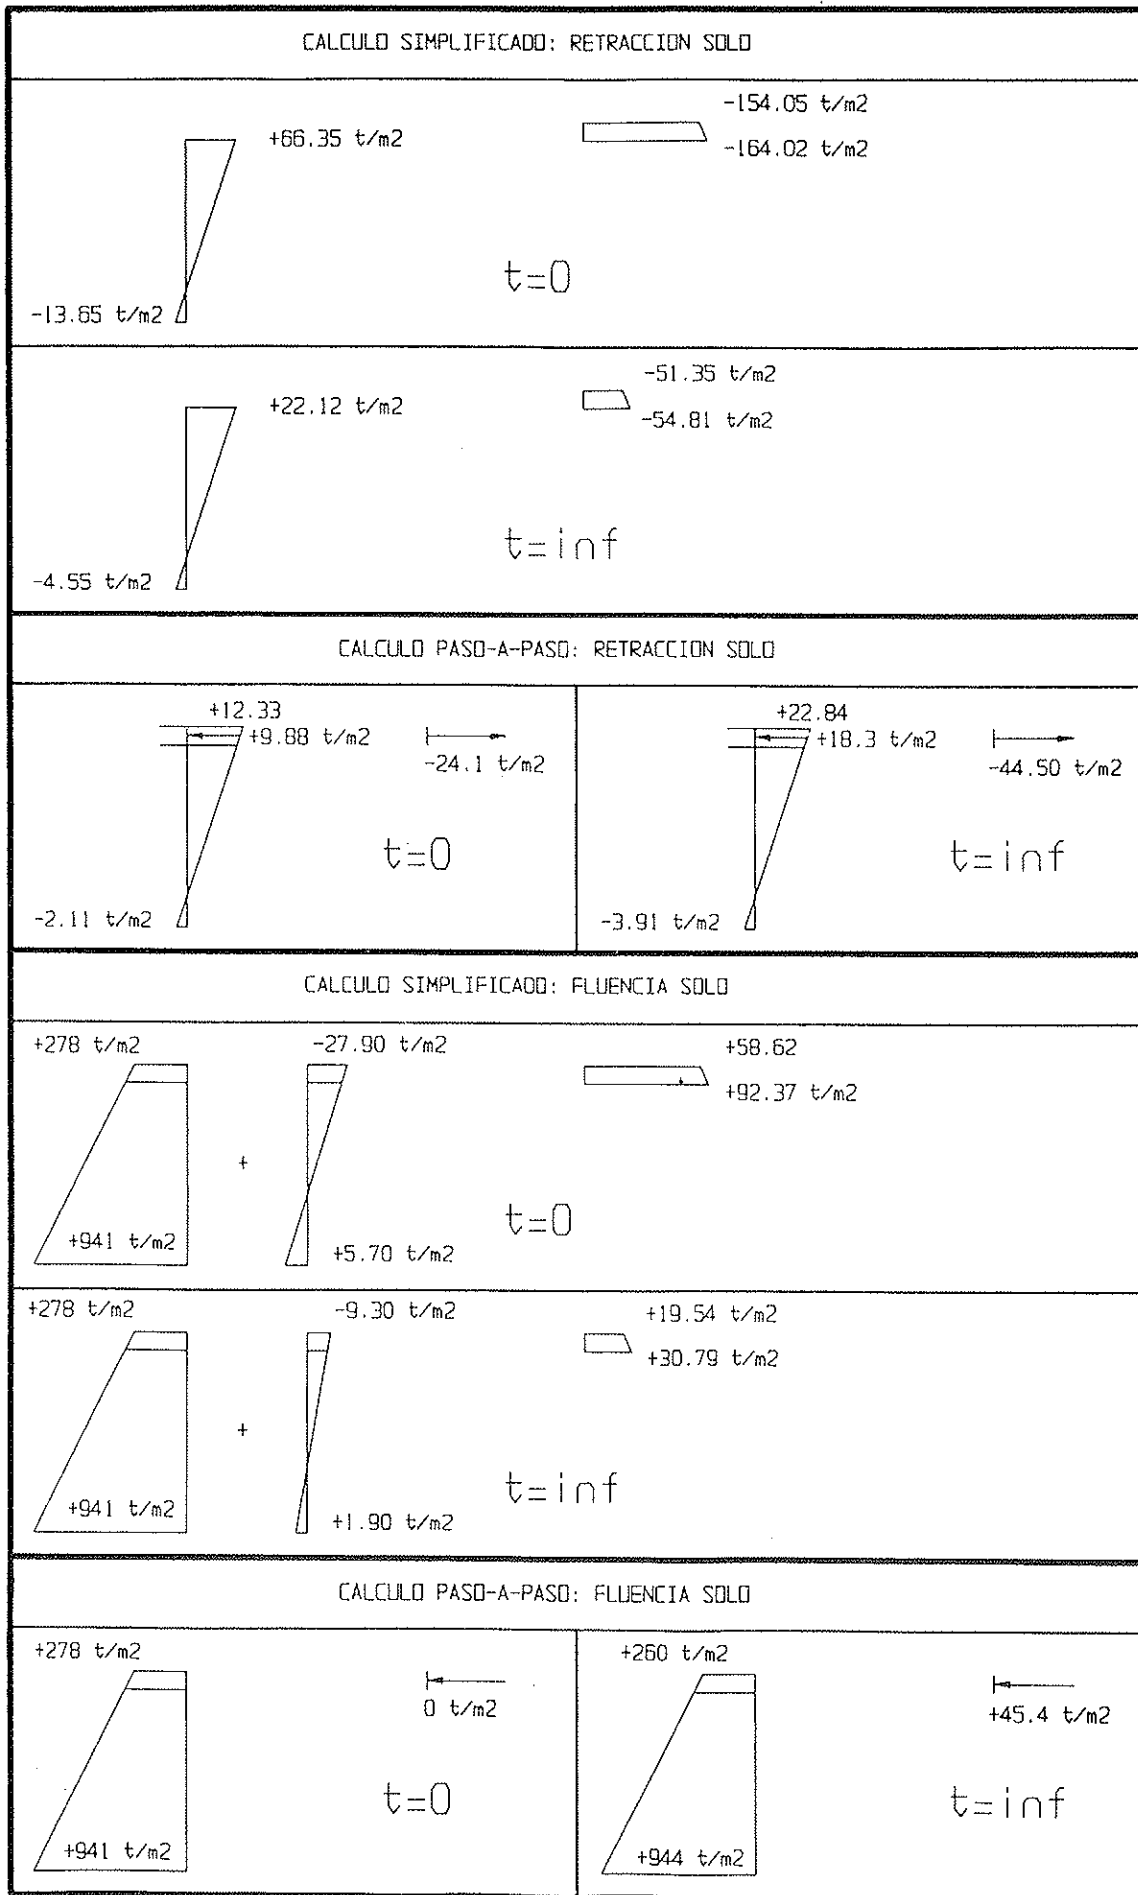 CALCULO SIMPLIFICADO: RETRACCION SOLO
-154.05 t/m2
+66.35 t/m2
-164.02 t/m2
t=0
-13.65 t/m2
-51.35 t/m2
+22.12 t/m2
-54.81 t/m2
t=inf
-4.55 t/m2
CALCULO PASO-A-PASO: RETRACCION SOLO
+12.33
+9.88 t/m2
-24.1 t/m2
t=0
-2.11 t/m2
+22.84
+18.3 t/m2
-44.50 t/m2
t=inf
-3.91 t/m2
CALCULO SIMPLIFICADO: FLUENCIA SOLO
+278 t/m2
-27.90 t/m2
+58.62
+92.37 t/m2
+
t=0
+941 t/m2
+5.70 t/m2
+278 t/m2
-9.30 t/m2
+19.54 t/m2
+30.79 t/m2
+
t=inf
+941 t/m2
+1.90 t/m2
CALCULO PASO-A-PASO: FLUENCIA SOLO
+278 t/m2
0 t/m2
t=0
+941 t/m2
+260 t/m2
+45.4 t/m2
t=inf
+944 t/m2